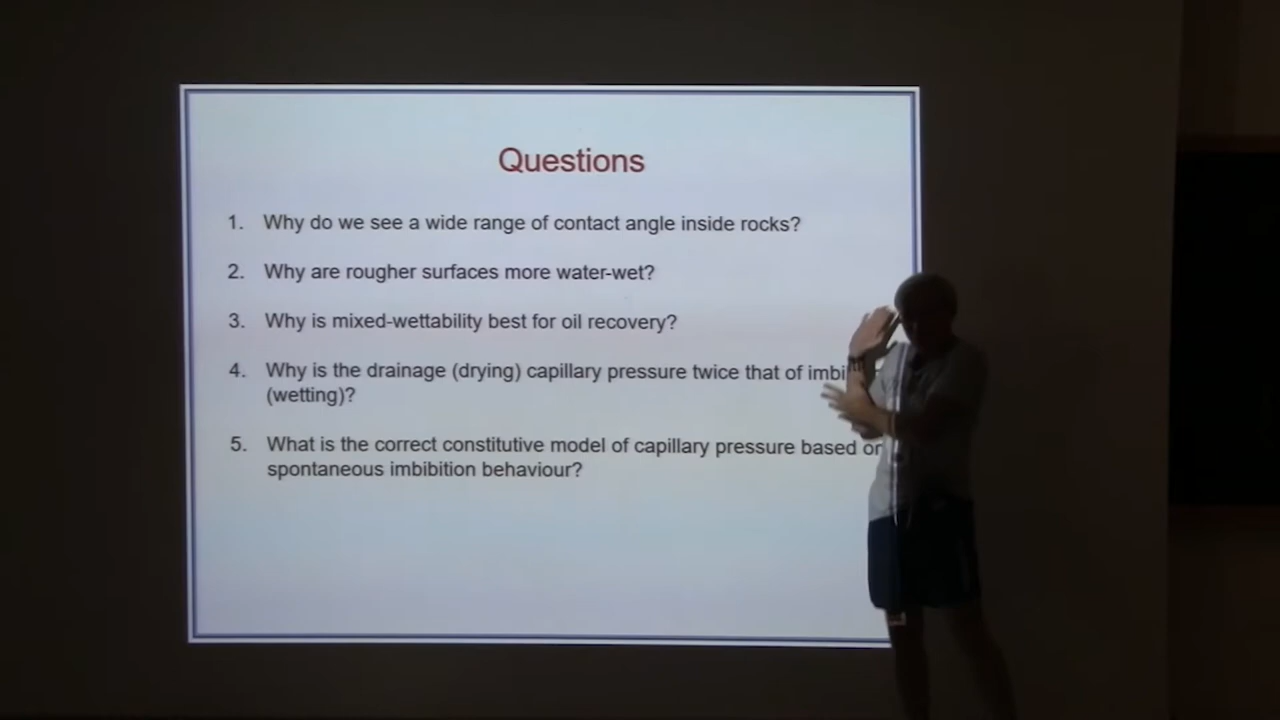 Questions
1. Why do we see a wide range of contact angle inside rocks?
2. Why are rougher surfaces more water-wet?
3. Why is mixed-wettability best for oil recovery?
4. Why is the drainage (drying) capillary pressure twice that of
(wetting)?
5. What is the correct constitutive model of capillary pressure based
spontaneous imbibition behaviour?